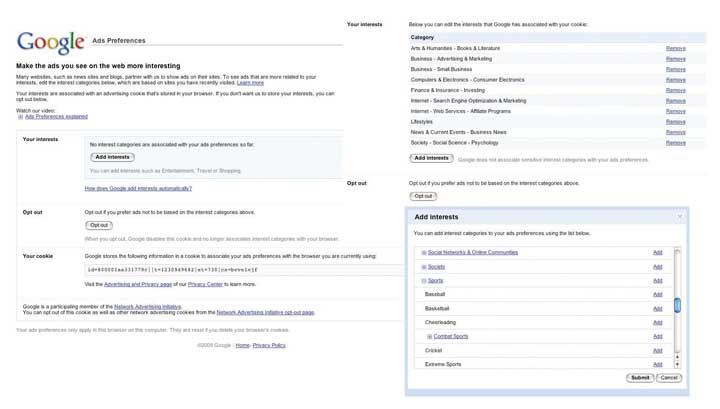 Google Ads Preferences
Make the ads you see on the web more interesting
Many websites, such as news sites and blogs, partner with us to show ads on their sites. To see ads that are more related to your
interests, edit the interest categories below, which are based on sites you have recently visited. Learn more
Your interests are associated with an advertising cookie that's stored in your browser. If you don't want us to store your interests, you can
opt out below.
Watch our video:
Ads Preferences explained
Your interests
No interest categories are associated with your ads preferences so far.
Add interests
You can add interests such as Entertainment, Travel or Shopping.
How does Google add interests automatically?
Opt out
Opt out if you prefer ads not to be based on the interest categories above.
Opt out
When you opt out, Google disables this cookie and no longer associates interest categories with your browser.
Your cookie
Google stores the following information in a cookie to associate your ads preferences with the browser you are currently using:
Visit the Advertising and Privacy page of our Privacy Center to learn more.
Google is a participating member of the Network Advertising Initiative.
You can opt out of this cookie as well as other network advertising cookies from the Network Advertising Initiative opt-out page.
Your ads preferences only apply in this browser on this computer. They are reset if you delete your browser's cookies.
©2009 Google - Home - Privacy Policy
Your interests
Below you can edit the interests that Google has associated with your cookie:
Category
Arts & Humanities - Books & Literature Remove
Business - Advertising & Marketing Remove
Business - Small Business Remove
Computers & Electronics - Consumer Electronics Remove
Finance & Insurance - Investing Remove
Internet - Search Engine Optimization & Marketing Remove
Internet - Web Services - Affiliate Programs Remove
Lifestyles Remove
News & Current Events - Business News Remove
Society - Social Science - Psychology Remove
Add interests Google does not associate sensitive interest categories with your ads preferences.
Opt out
Opt out if you prefer ads not to be based on the interest categories above.
Opt out
Add interests
You can add interest categories to your ads preferences using the list below.
Social Networks & Online Communities Add
Society Add
Sports Add
Baseball Add
Basketball Add
Cheerleading Add
Combat Sports Add
Cricket Add
Extreme Sports Add
Submit Cancel